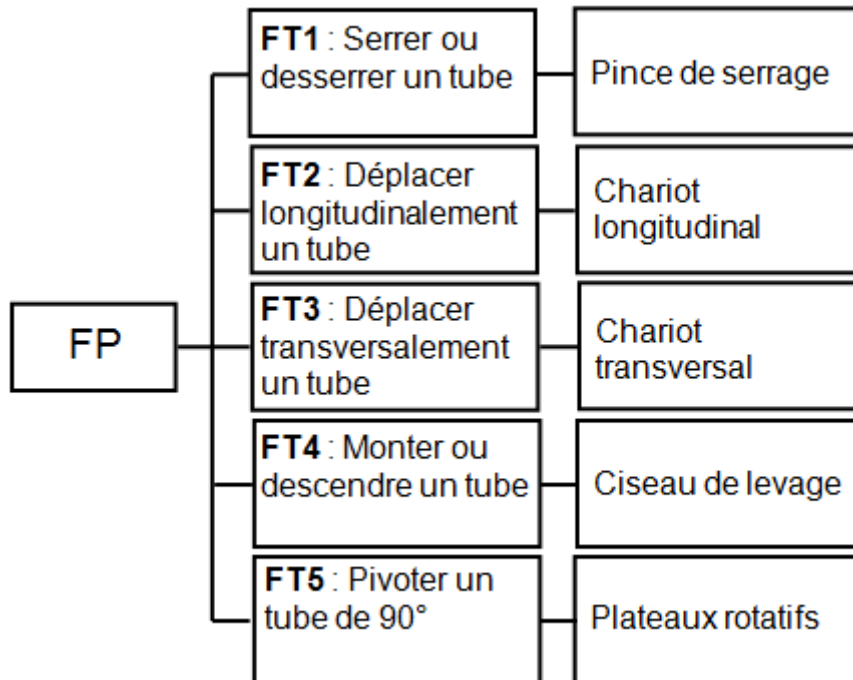 FP
FT1 : Serrer ou
desserrer un tube
Pince de serrage
FT2 : Déplacer
longitudinalement
un tube
Chariot
longitudinal
FT3 : Déplacer
transversalement
un tube
Chariot
transversal
FT4 : Monter ou
descendre un tube
Ciseau de levage
FT5 : Pivoter un
tube de 90°
Plateaux rotatifs